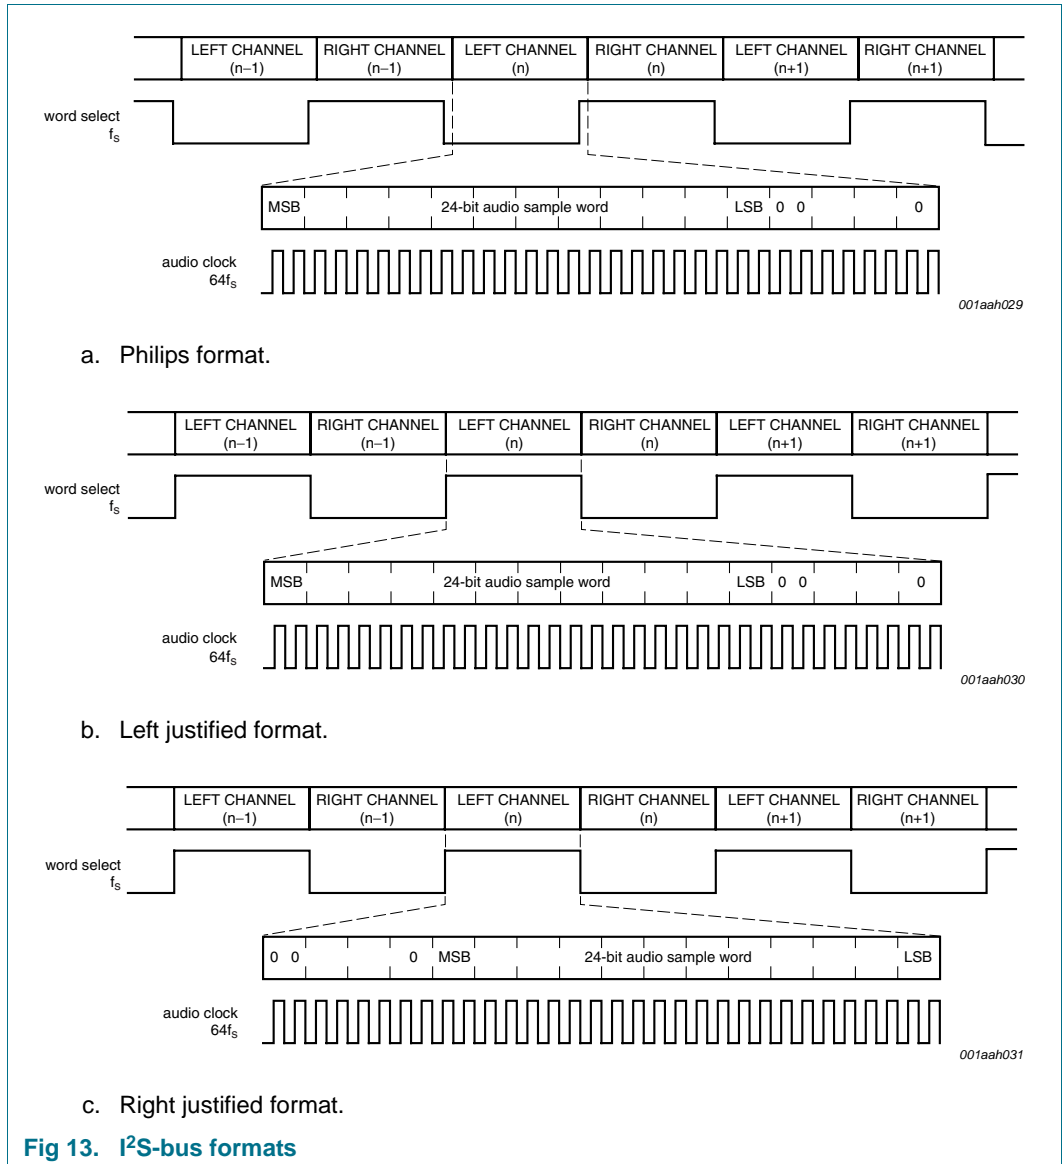 LEFT CHANNEL RIGHT CHANNEL LEFT CHANNEL RIGHT CHANNEL LEFT CHANNEL RIGHT CHANNEL
(n−1) (n−1) (n) (n) (n+1) (n+1)
word select
fs
MSB 24-bit audio sample word LSB 0 0 0
audio clock
64fs
001aah029
a. Philips format.
LEFT CHANNEL RIGHT CHANNEL LEFT CHANNEL RIGHT CHANNEL LEFT CHANNEL RIGHT CHANNEL
(n−1) (n−1) (n) (n) (n+1) (n+1)
word select
fs
MSB 24-bit audio sample word LSB 0 0 0
audio clock
64fs
001aah030
b. Left justified format.
LEFT CHANNEL RIGHT CHANNEL LEFT CHANNEL RIGHT CHANNEL LEFT CHANNEL RIGHT CHANNEL
(n−1) (n−1) (n) (n) (n+1) (n+1)
word select
fs
0 0 0 MSB 24-bit audio sample word LSB
audio clock
64fs
001aah031
c. Right justified format.
Fig 13. I²S-bus formats